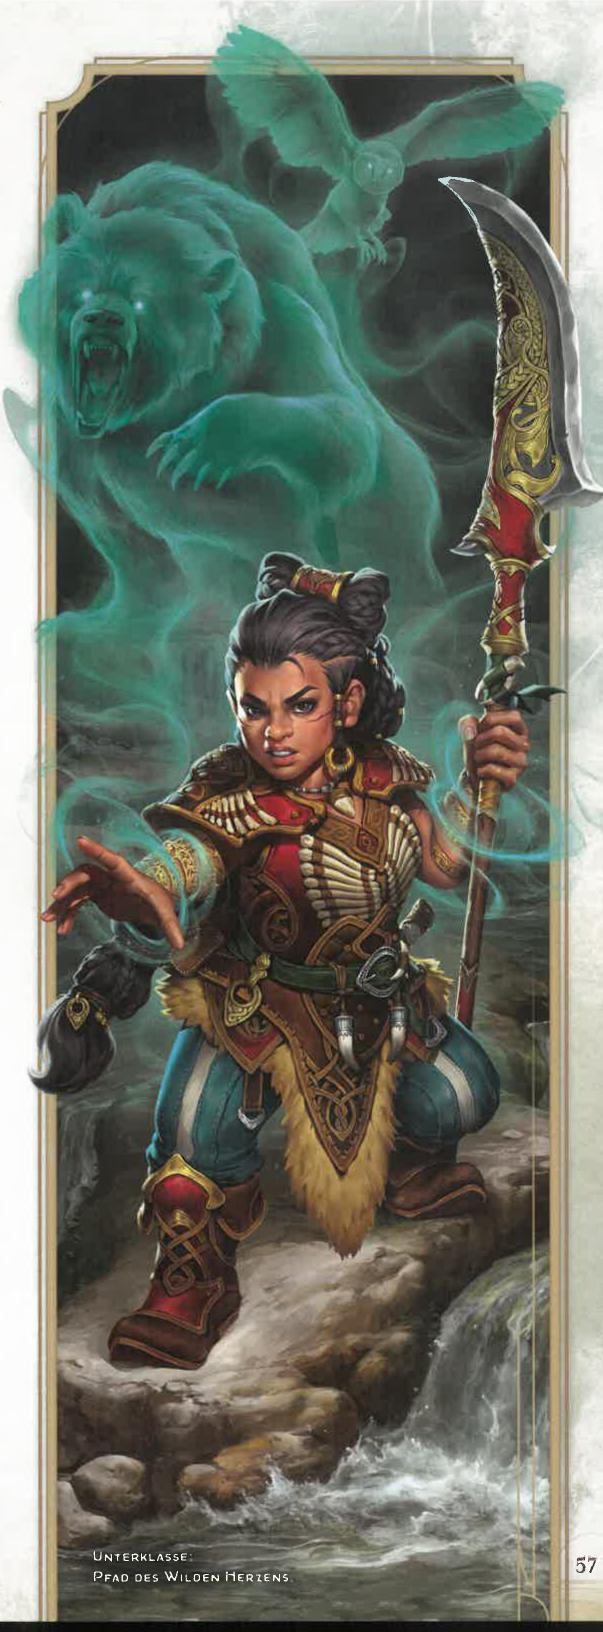 UNTERKLASSE:
PFAD DES WILDEN HERZENS
57